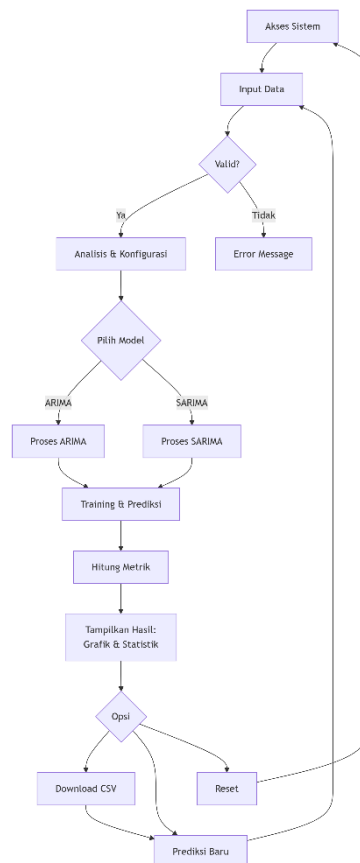 Akses Sistem
Input Data
Valid?
Ya
Tidak
Analisis & Konfigurasi
Error Message
Pilih Model
ARIMA
SARIMA
Proses ARIMA
Proses SARIMA
Training & Prediksi
Hitung Metrik
Tampilkan Hasil:
Grafik & Statistik
Opsi
Download CSV
Reset
Prediksi Baru